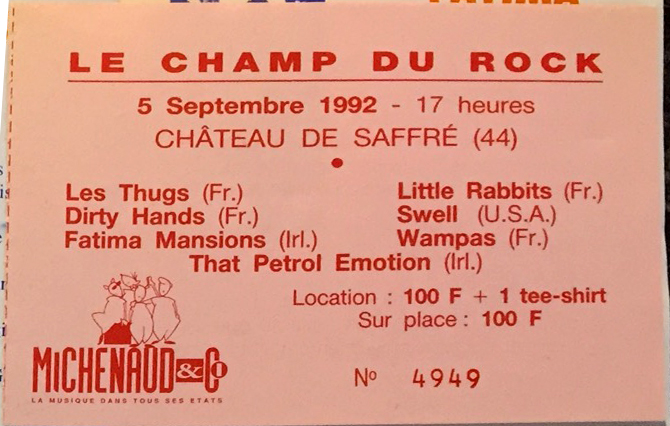 FATIMA
LE CHAMP DU ROCK
5 Septembre 1992 - 17 heures
CHÂTEAU DE SAFFRÉ (44)
Les Thugs (Fr.) Little Rabbits (Fr.)
Dirty Hands (Fr.) Swell (U.S.A.)
Fatima Mansions (Irl.) Wampas (Fr.)
That Petrol Emotion (Irl.)
Location : 100 F + 1 tee-shirt
Sur place : 100 F
MICHENAUD & Co
LA MUSIQUE DANS TOUS SES ETATS
No 4949